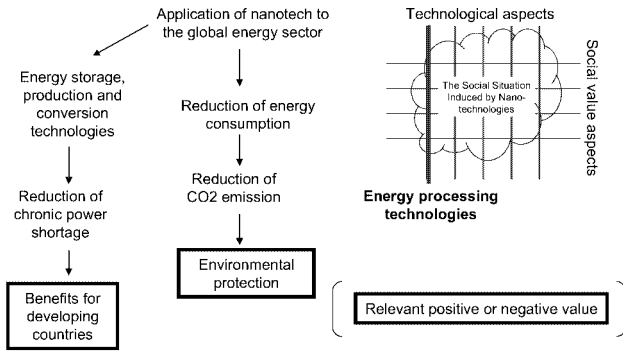 Application of nanotech to
the global energy sector
Energy storage,
production and
conversion technologies
Reduction of
chronic power
shortage
Benefits for
developing
countries
Reduction of energy
consumption
Reduction of
CO2 emission
Environmental
protection
Technological aspects
The Social Situation
Induced by Nano-
technologies
Social value aspects
Energy processing
technologies
Relevant positive or negative value